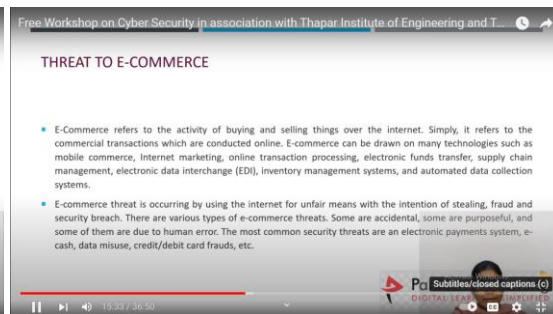 Free Workshop on Cyber Security in association with Thapar Institute of Engineering and T...
THREAT TO E-COMMERCE
▪ E-Commerce refers to the activity of buying and selling things over the internet. Simply, it refers to the
commercial transactions which are conducted online. E-commerce can be drawn on many technologies such as
mobile commerce, Internet marketing, online transaction processing, electronic funds transfer, supply chain
management, electronic data interchange (EDI), inventory management systems, and automated data collection
systems.
▪ E-commerce threat is occurring by using the internet for unfair means with the intention of stealing, fraud and
security breach. There are various types of e-commerce threats. Some are accidental, some are purposeful, and
some of them are due to human error. The most common security threats are an electronic payments system, e-
cash, data misuse, credit/debit card frauds, etc.
Pa
Subtitles/closed captions (c)
DIGITAL LEARNING SIMPLIFIED
15:33 / 36:50
CC